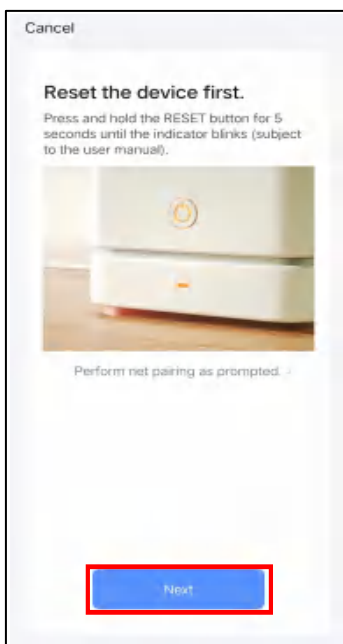 Cancel
Reset the device first.
Press and hold the RESET button for 5
seconds until the indicator blinks (subject
to the user manual).
Perform net pairing as prompted.
Next